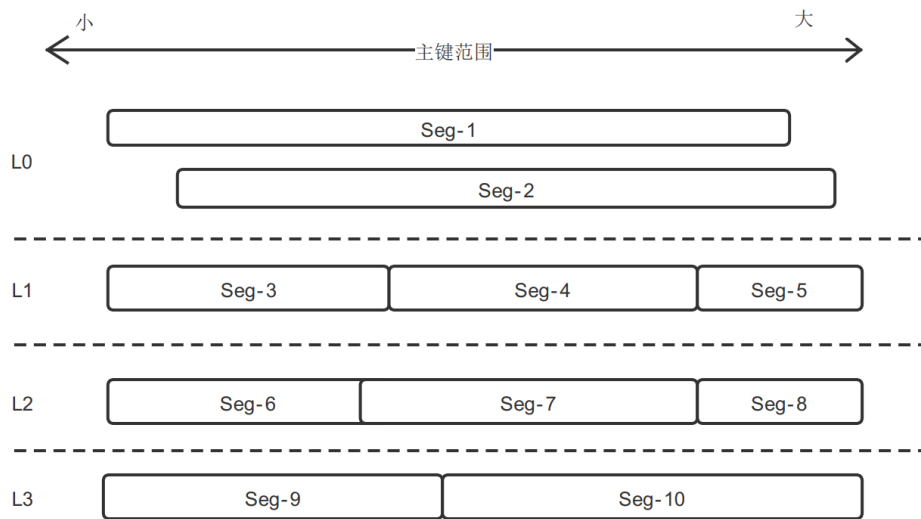 小
大
主键范围
Seg-1
L0
Seg-2
L1
Seg-3
Seg-4
Seg-5
L2
Seg-6
Seg-7
Seg-8
L3
Seg-9
Seg-10